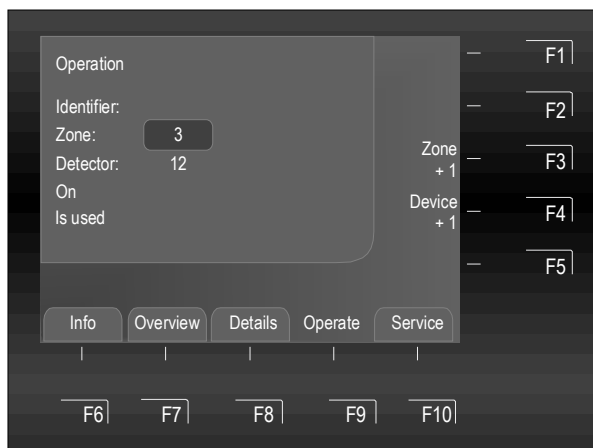 Operation
F1
Identifier:
F2
Zone: 3
Zone
+ 1
F3
Detector: 12
On
Device
+ 1
F4
Is used
F5
Info Overview Details Operate Service
F6 F7 F8 F9 F10